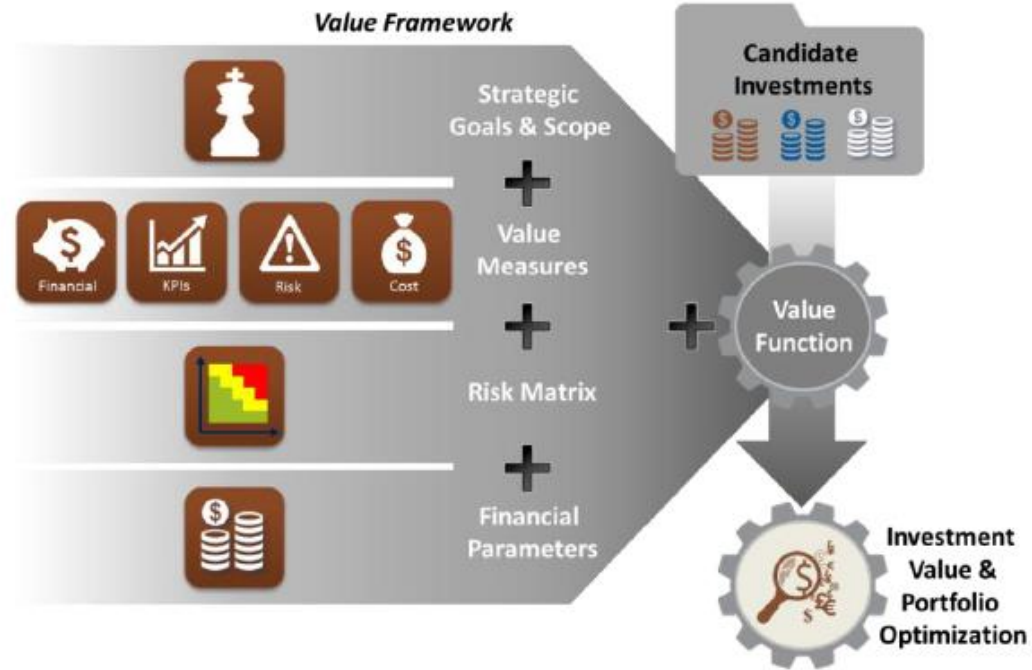 Value Framework
Strategic
Goals & Scope
Financial
KPIs
Risk
Cost
Value
Measures
Risk Matrix
Financial
Parameters
Candidate
Investments
Value
Function
Investment
Value &
Portfolio
Optimization